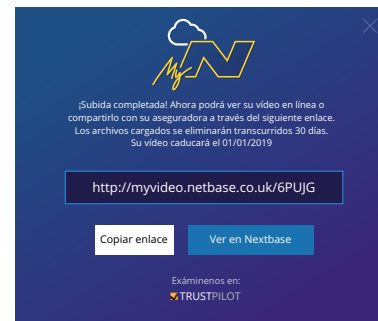 My N
¡Subida completada! Ahora podrá ver su vídeo en línea o
compartirlo con su aseguradora a través del siguiente enlace.
Los archivos cargados se eliminarán transcurridos 30 días.
Su vídeo caducará el 01/01/2019
http://myvideo.netbase.co.uk/6PUJG
Copiar enlace
Ver en Nextbase
Exáminenos en:
TRUSTPILOT